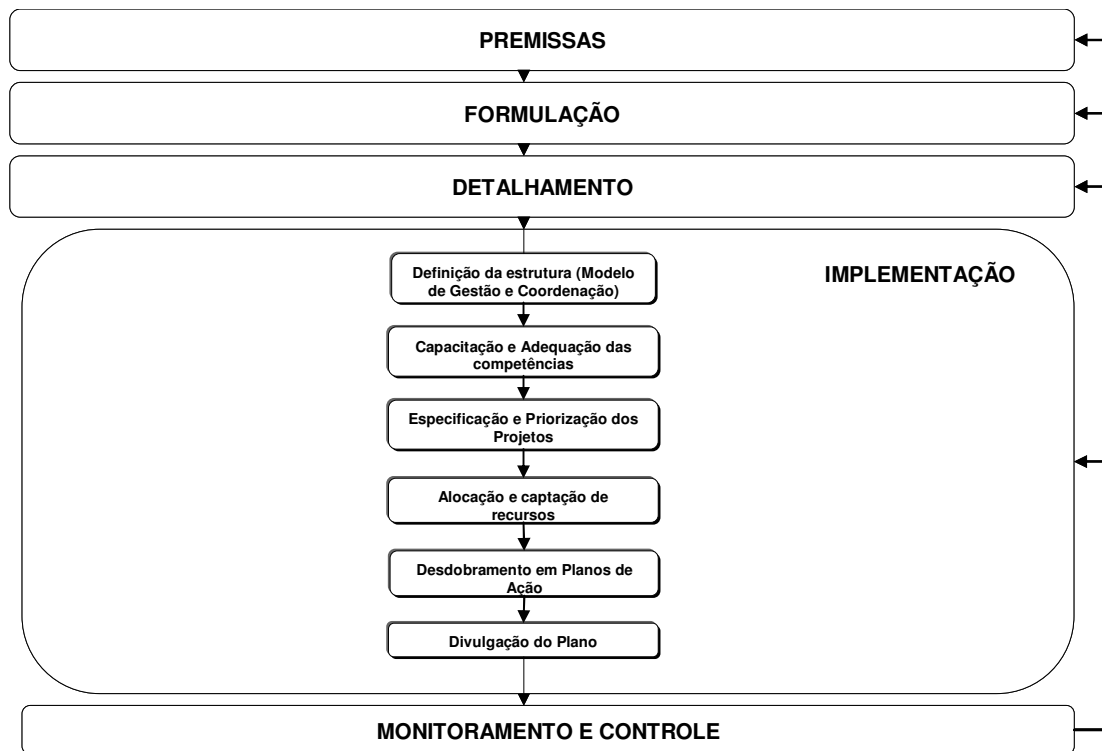 PREMISSAS
FORMULAÇÃO
DETALHAMENTO
IMPLEMENTAÇÃO
Definição da estrutura (Modelo
de Gestão e Coordenação)
Capacitação e Adequação das
competências
Especificação e Priorização dos
Projetos
Alocação e captação de
recursos
Desdobramento em Planos de
Ação
Divulgação do Plano
MONITORAMENTO E CONTROLE